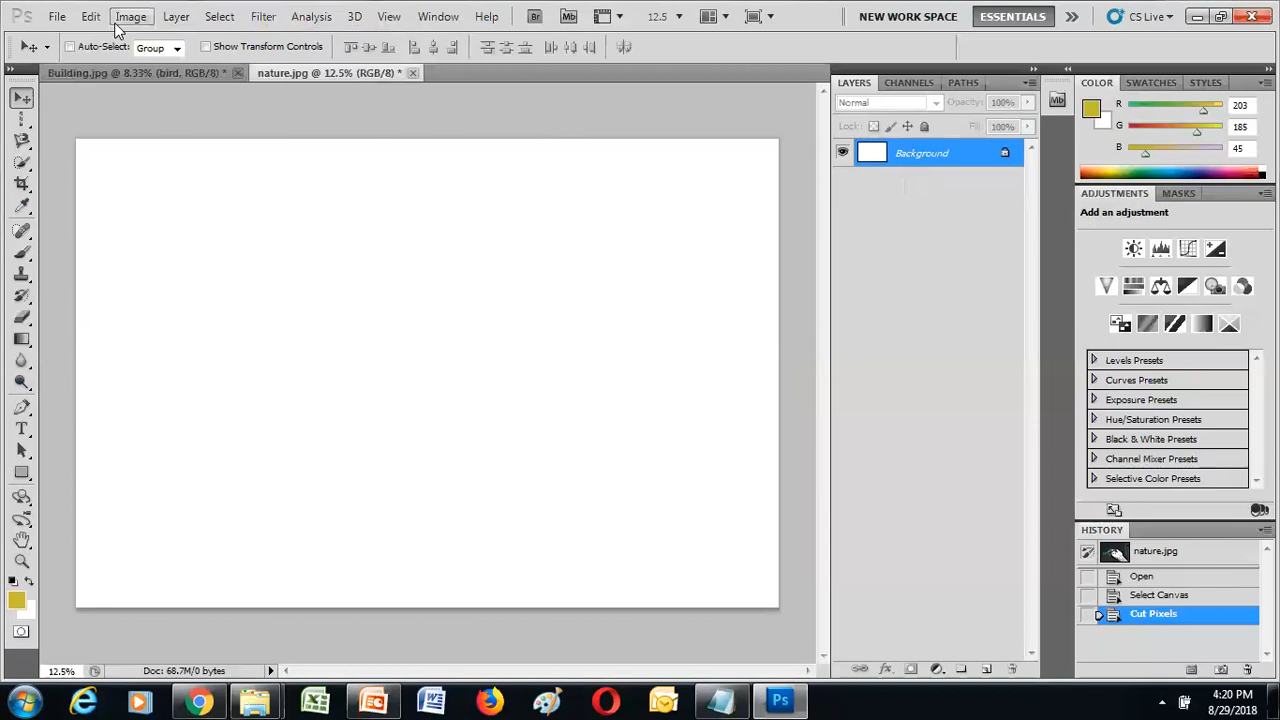 Ps File Edit Image Layer Select Filter Analysis 3D View Window Help Br Mb 12.5 NEW WORK SPACE ESSENTIALS CS Live
Auto-Select: Group Show Transform Controls
Building.jpg @ 8.33% (bird, RGB/8) * nature.jpg @ 12.5% (RGB/8) *
LAYERS CHANNELS PATHS
Normal Opacity: 100%
Lock: Fill: 100%
Background
Mb
COLOR SWATCHES STYLES
R 203
G 185
B 45
ADJUSTMENTS MASKS
Add an adjustment
Levels Presets
Curves Presets
Exposure Presets
Hue/Saturation Presets
Black & White Presets
Channel Mixer Presets
Selective Color Presets
HISTORY
nature.jpg
Open
Select Canvas
Cut Pixels
12.5% Doc: 68.7M/0 bytes
4:20 PM
8/29/2018